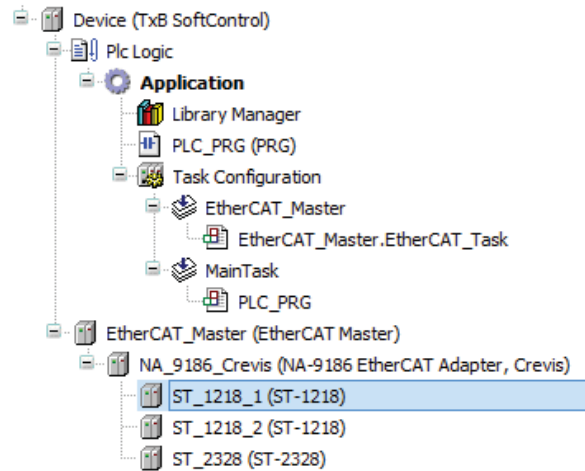 Device (TxB SoftControl)
Plc Logic
Application
Library Manager
PLC_PRG (PRG)
Task Configuration
EtherCAT_Master
EtherCAT_Master.EtherCAT_Task
MainTask
PLC_PRG
EtherCAT_Master (EtherCAT Master)
NA_9186_Crevis (NA-9186 EtherCAT Adapter, Crevis)
ST_1218_1 (ST-1218)
ST_1218_2 (ST-1218)
ST_2328 (ST-2328)